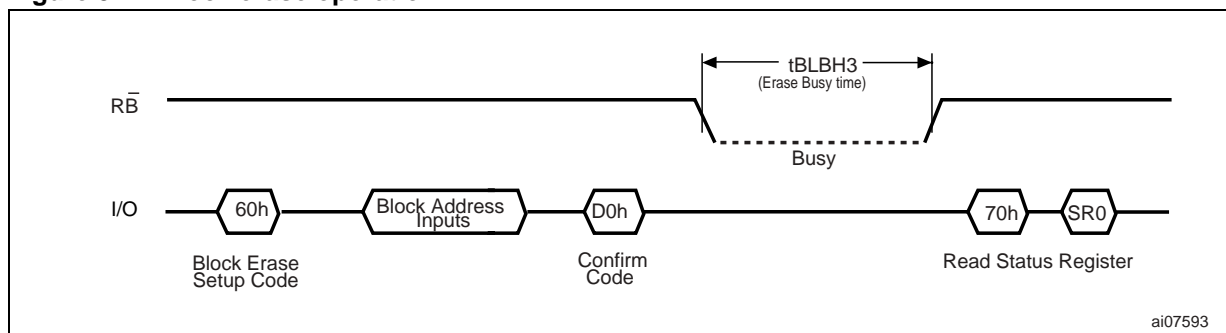 tBLBH3
(Erase Busy time)
RB̅
Busy
I/O
60h
Block Address
Inputs
D0h
70h
SR0
Block Erase
Setup Code
Confirm
Code
Read Status Register
ai07593